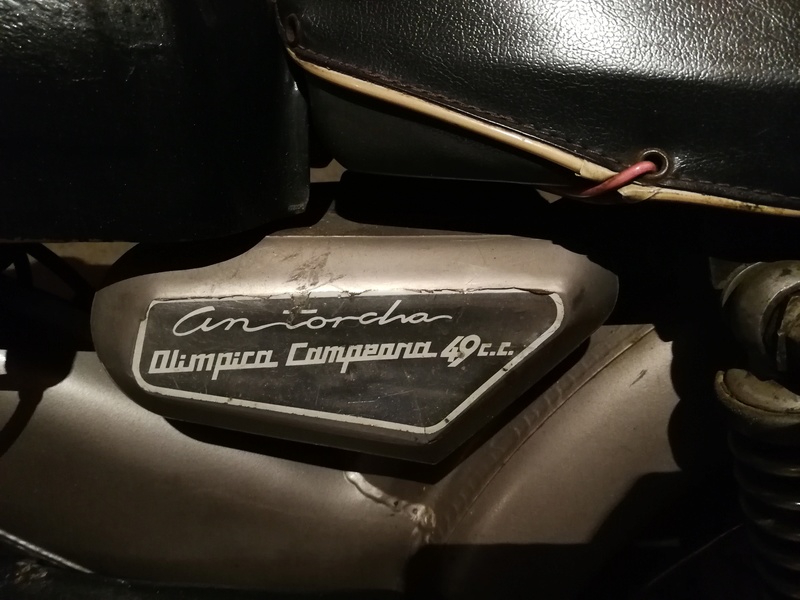 antorcha
Olimpica Campeona 49 c.c.